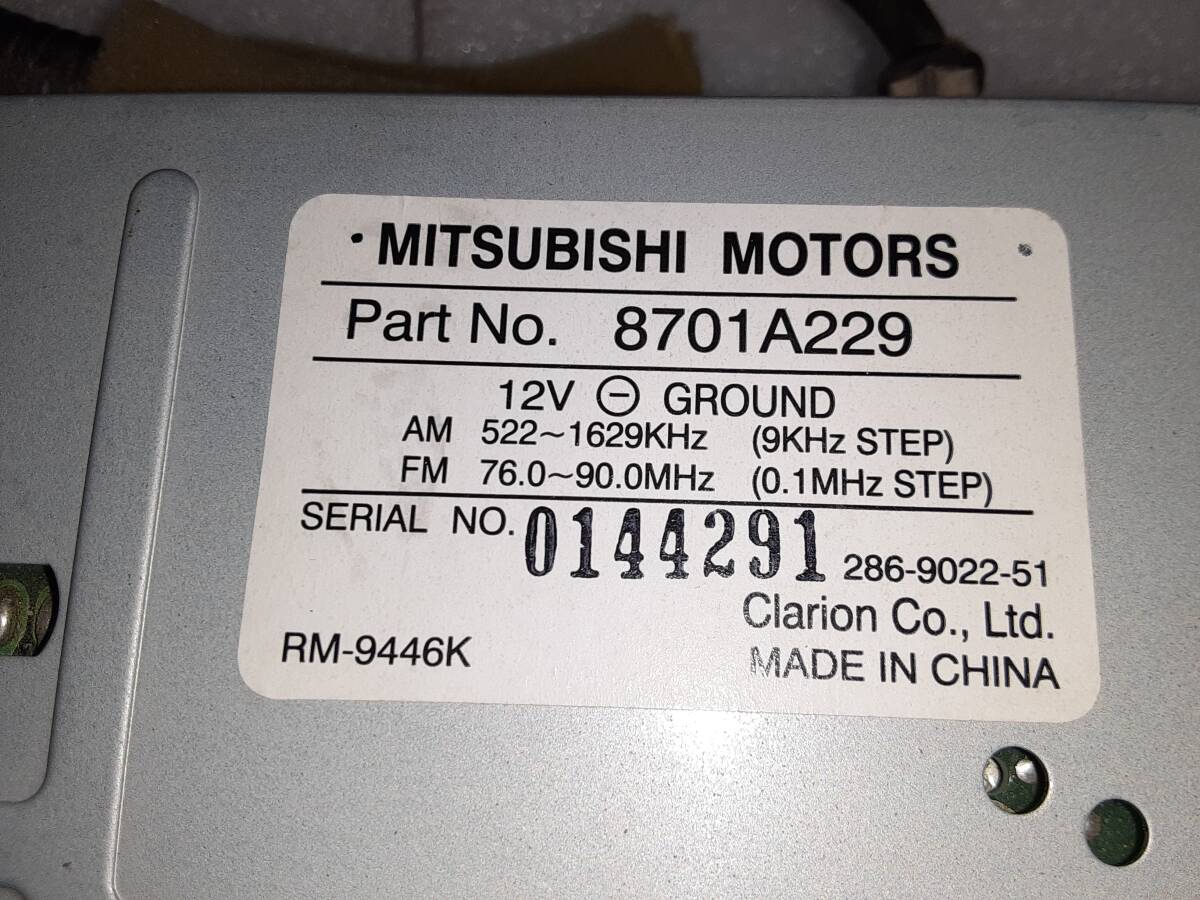 MITSUBISHI MOTORS
Part No. 8701A229
12V ⊖ GROUND
AM 522~1629KHz (9KHz STEP)
FM 76.0~90.0MHz (0.1MHz STEP)
SERIAL NO. 0144291 286-9022-51
Clarion Co., Ltd.
RM-9446K MADE IN CHINA